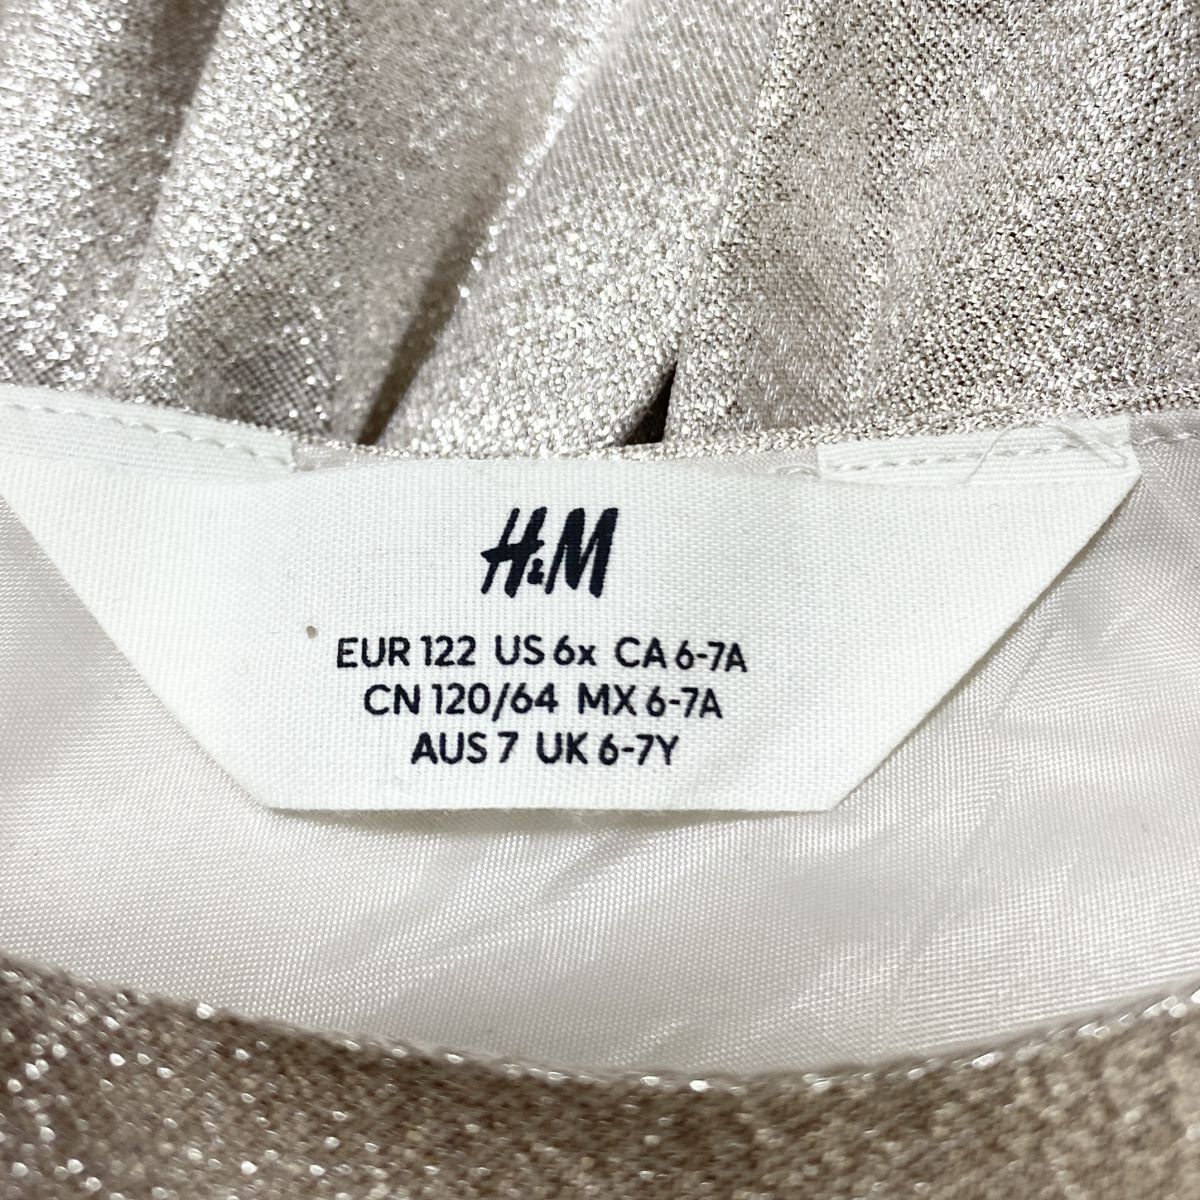 H&M
EUR 122 US 6x CA 6-7A
CN 120/64 MX 6-7A
AUS 7 UK 6-7Y